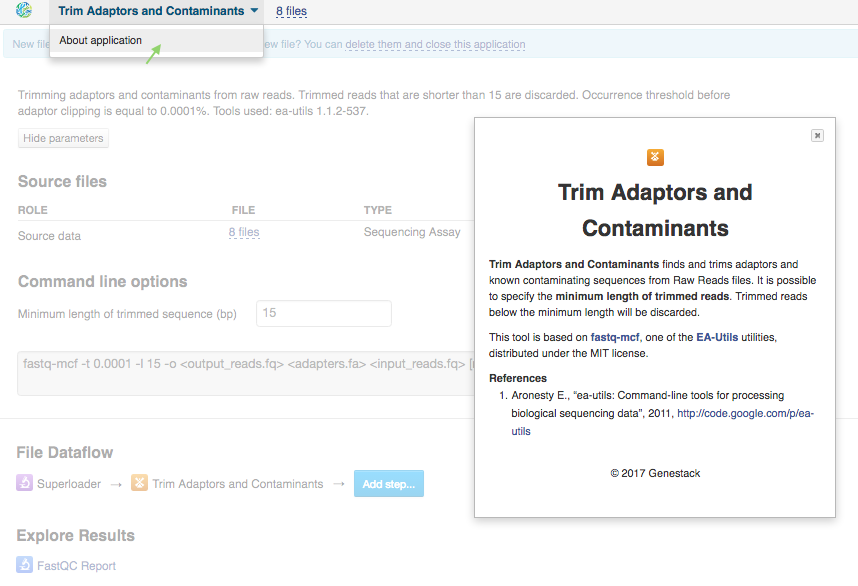 Trim Adaptors and Contaminants 8 files
About application
New file ew file? You can delete them and close this application
Trimming adaptors and contaminants from raw reads. Trimmed reads that are shorter than 15 are discarded. Occurrence threshold before
adaptor clipping is equal to 0.0001%. Tools used: ea-utils 1.1.2-537.
Hide parameters
Source files
ROLE FILE TYPE
Source data 8 files Sequencing Assay
Command line options
Minimum length of trimmed sequence (bp) 15
fastq-mcf -t 0.0001 -l 15 -o <output_reads.fq> <adapters.fa> <input_reads.fq>
File Dataflow
Superloader → Trim Adaptors and Contaminants → Add step...
Explore Results
FastQC Report
Trim Adaptors and
Contaminants
Trim Adaptors and Contaminants finds and trims adaptors and
known contaminating sequences from Raw Reads files. It is possible
to specify the minimum length of trimmed reads. Trimmed reads
below the minimum length will be discarded.
This tool is based on fastq-mcf, one of the EA-Utils utilities,
distributed under the MIT license.
References
1. Aronesty E., “ea-utils: Command-line tools for processing
biological sequencing data”, 2011, http://code.google.com/p/ea-
utils
© 2017 Genestack